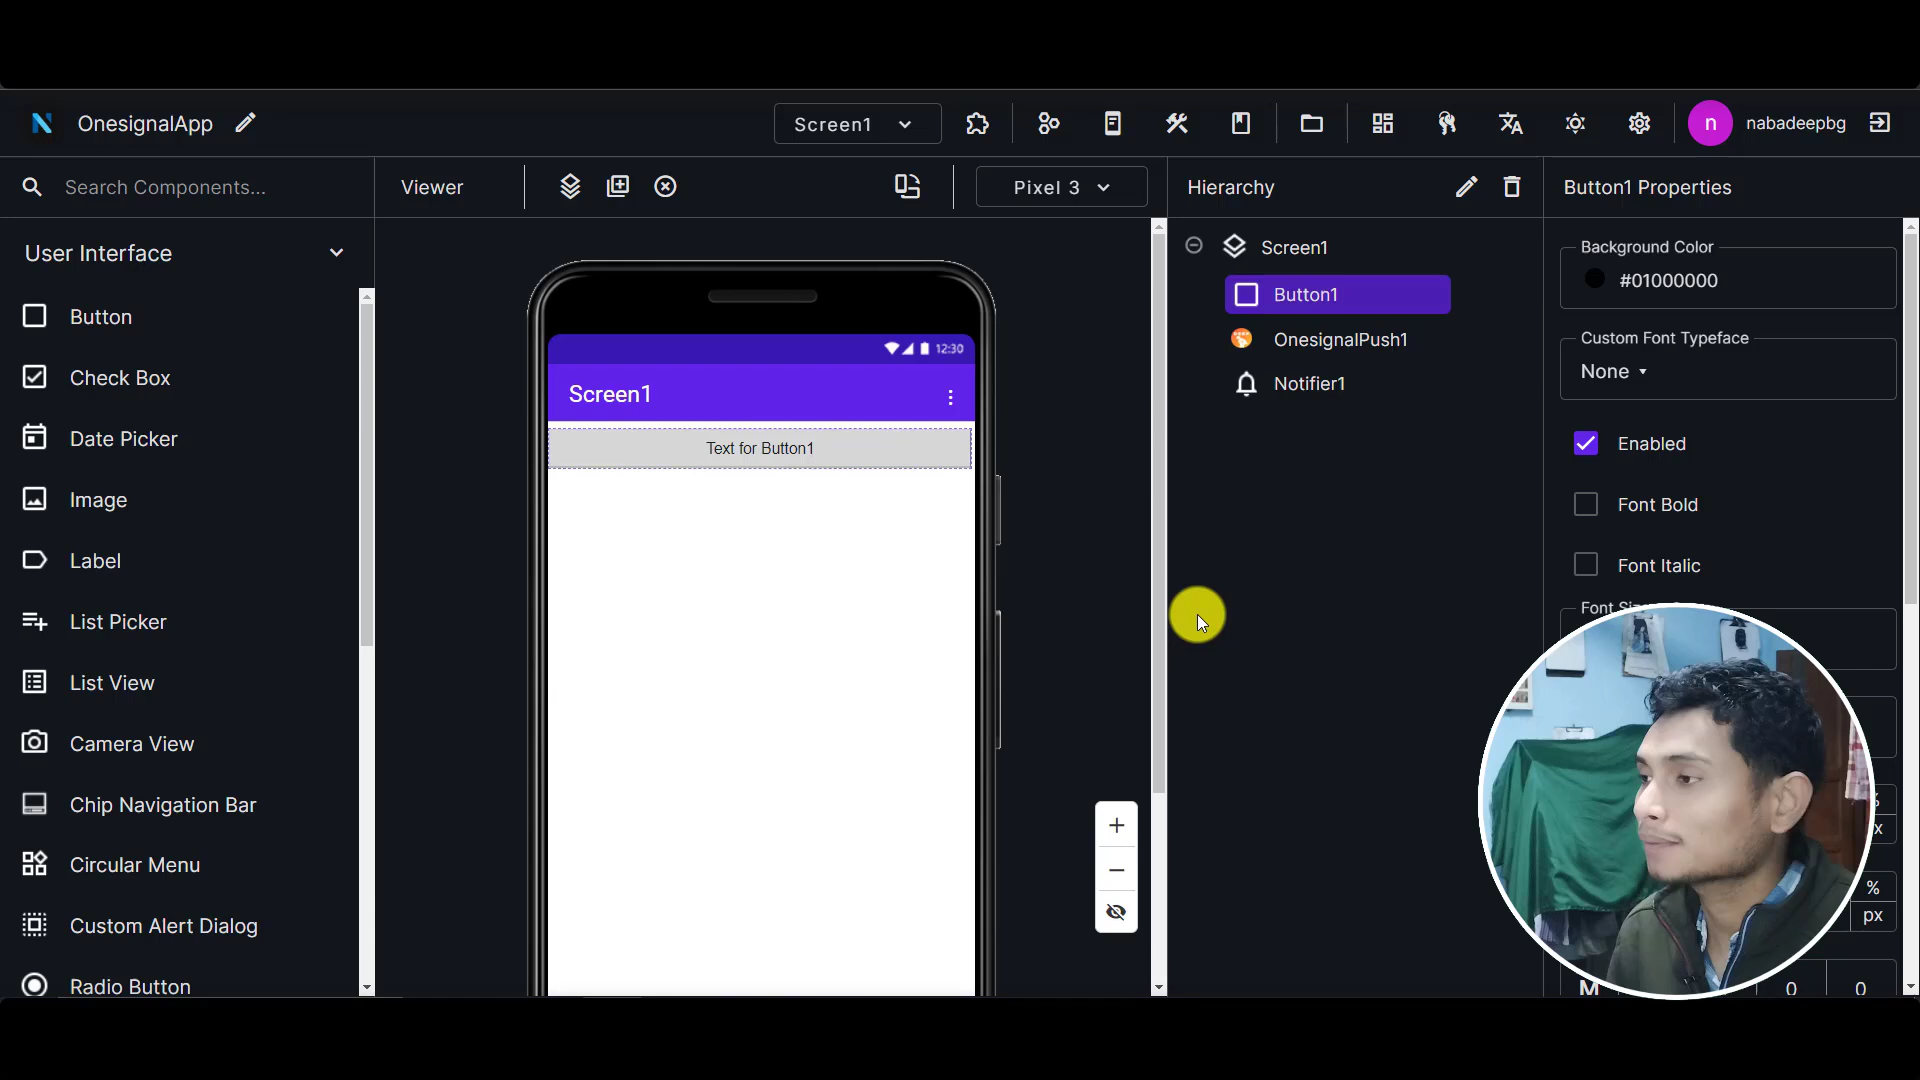 OnesignalApp
Screen1
n
nabadeepbg
Search Components...
Viewer
Pixel 3
Hierarchy
Button1 Properties
User Interface
Button
Check Box
Date Picker
Image
Label
List Picker
List View
Camera View
Chip Navigation Bar
Circular Menu
Custom Alert Dialog
Radio Button
12:30
Screen1
Text for Button1
Screen1
Button1
OnesignalPush1
Notifier1
Background Color
#01000000
Custom Font Typeface
None
Enabled
Font Bold
Font Italic
%
px
M
0
0